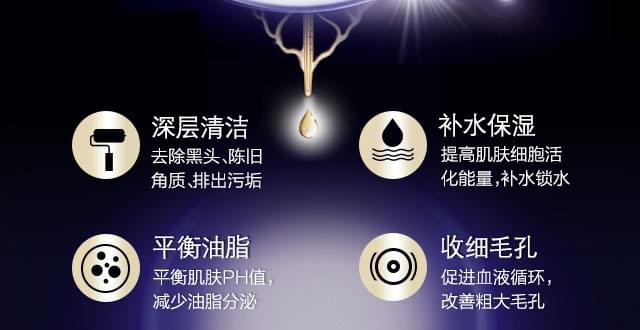 深层清洁
去除黑头、陈旧
角质、排出污垢
补水保湿
提高肌肤细胞活
化能量,补水锁水
平衡油脂
平衡肌肤PH值,
减少油脂分泌
收细毛孔
促进血液循环,
改善粗大毛孔